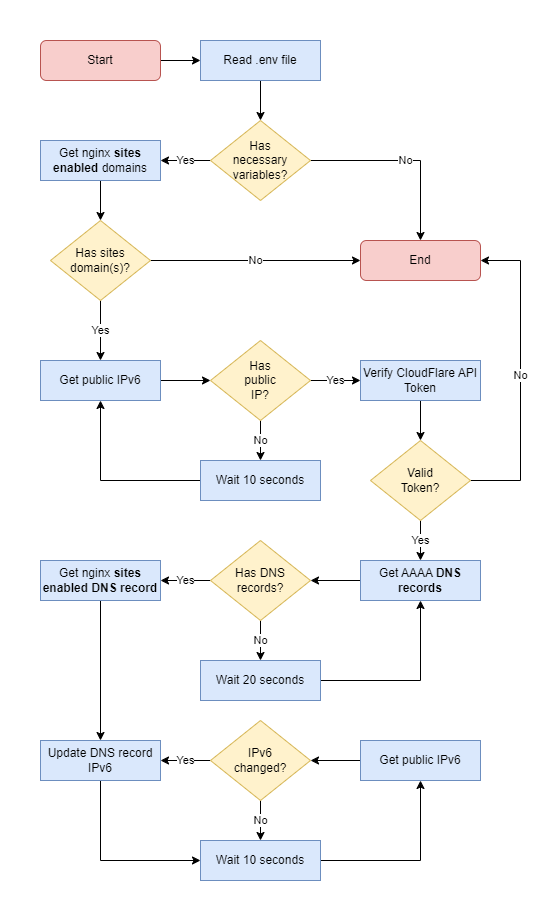 Start
Read .env file
Has
necessary
variables?
Yes
No
Get nginx sites
enabled domains
Has sites
domain(s)?
No
End
Yes
No
Get public IPv6
Has
public
IP?
Yes
Verify CloudFlare API
Token
No
Wait 10 seconds
Valid
Token?
Yes
Get nginx sites
enabled DNS record
Yes
Has DNS
records?
Get AAAA DNS
records
No
Wait 20 seconds
Update DNS record
IPv6
Yes
IPv6
changed?
Get public IPv6
No
Wait 10 seconds